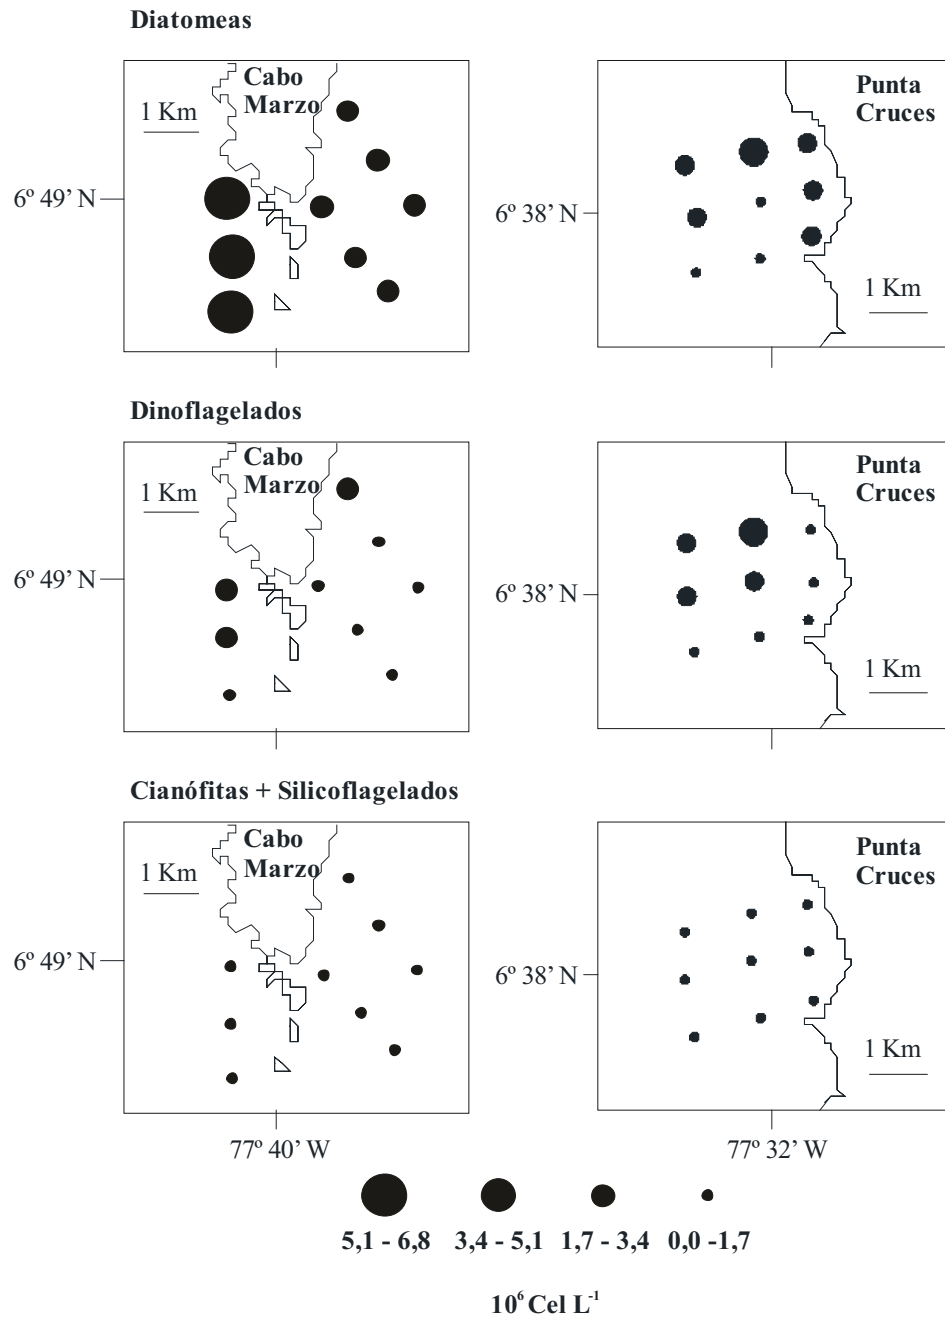 Diatomeas
Cabo
Marzo
1 Km
6º 49’ N
Punta
Cruces
6º 38’ N
1 Km
Dinoflagelados
Cabo
Marzo
1 Km
6º 49’ N
Punta
Cruces
6º 38’ N
1 Km
Cianófitas + Silicoflagelados
Cabo
Marzo
1 Km
6º 49’ N
Punta
Cruces
6º 38’ N
1 Km
77º 40’ W
77º 32’ W
5,1 - 6,8 3,4 - 5,1 1,7 - 3,4 0,0 -1,7
10⁶ Cel L⁻¹